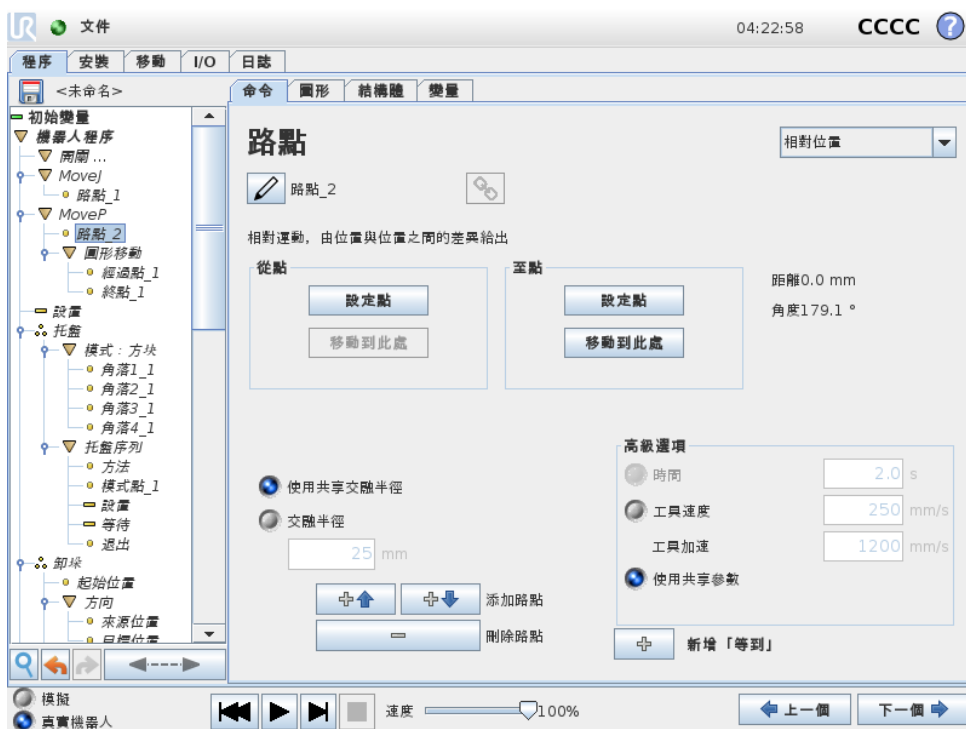 UR 文件 04:22:58 CCCC ?
程序 安裝 移動 I/O 日誌
<未命名> 命令 圖形 結構體 變量
初始變量
機器人程序
開關 ...
MoveJ
路點_1
MoveP
路點_2
圓形移動
經過點_1
終點_1
設置
托盤
模式：方块
角落1_1
角落2_1
角落3_1
角落4_1
托盤序列
方法
模式點_1
設置
等待
退出
卸垛
起始位置
方向
來源位置
目標位置
路點
相對位置
路點_2
相對運動，由位置與位置之間的差異給出
從點
設定點
移動到此處
至點
設定點
移動到此處
距離0.0 mm
角度179.1 °
使用共享交融半徑
交融半徑
25 mm
添加路點
刪除路點
高級選項
時間 2.0 s
工具速度 250 mm/s
工具加速 1200 mm/s
使用共享參數
新增「等到」
模擬
真實機器人
速度 100%
上一個
下一個